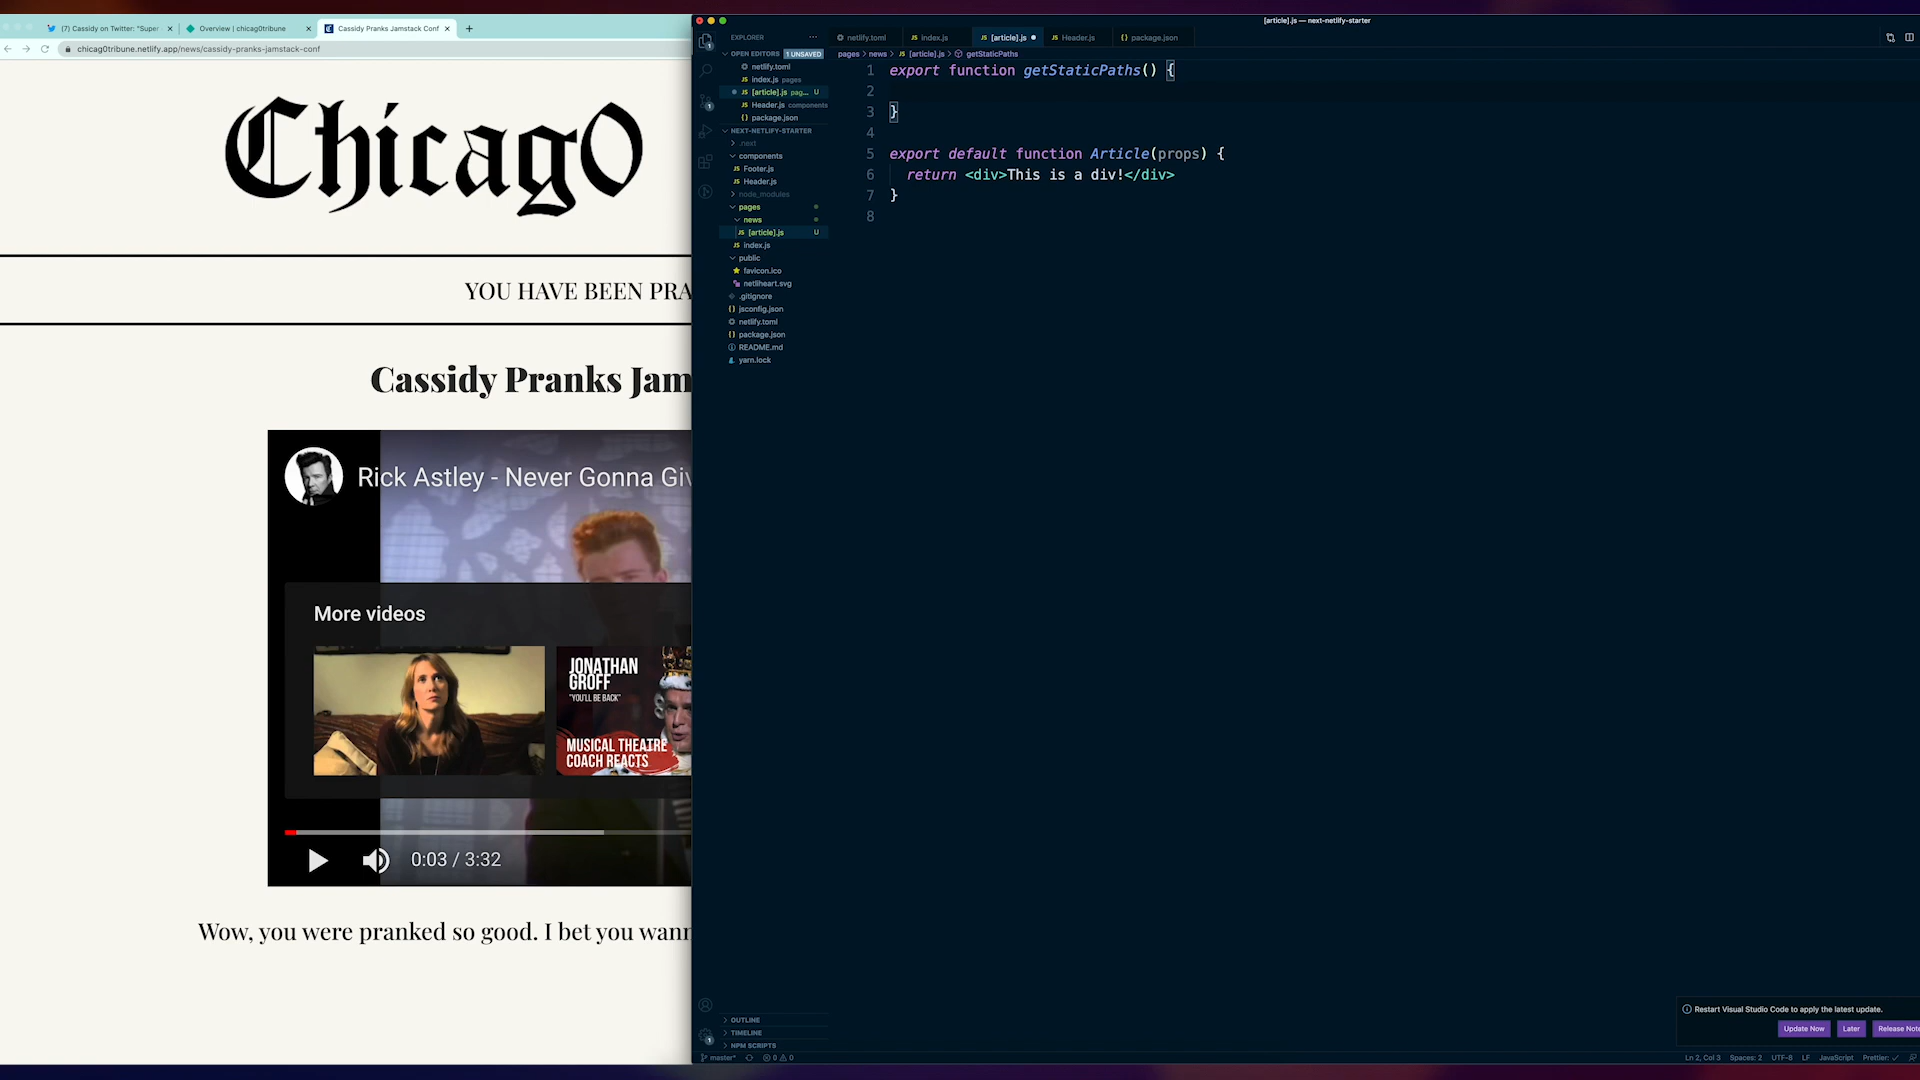 (7) Cassidy on Twitter: "Super
Overview | chicag0tribune
Cassidy Pranks Jamstack Conf
chicag0tribune.netlify.app/news/cassidy-pranks-jamstack-conf
Chicag0
YOU HAVE BEEN PRA
Cassidy Pranks Jam
Rick Astley - Never Gonna Giv
More videos
JONATHAN
GROFF
"YOU'LL BE BACK"
MUSICAL THEATRE
COACH REACTS
0:03 / 3:32
Wow, you were pranked so good. I bet you wann
[article].js — next-netlify-starter
EXPLORER
OPEN EDITORS 1 UNSAVED
netlify.toml
index.js pages
[article].js pag... U
Header.js components
package.json
NEXT-NETLIFY-STARTER
.next
components
Footer.js
Header.js
node_modules
pages
news
[article].js U
index.js
public
favicon.ico
netliheart.svg
.gitignore
jsconfig.json
netlify.toml
package.json
README.md
yarn.lock
OUTLINE
TIMELINE
NPM SCRIPTS
netlify.toml
index.js
[article].js
Header.js
package.json
pages > news > [article].js > getStaticPaths
1 export function getStaticPaths() {
2
3 }
4
5 export default function Article(props) {
6 return <div>This is a div!</div>
7 }
8
Restart Visual Studio Code to apply the latest update.
Update Now
Later
Release Note
master*
0 0
Ln 2, Col 3
Spaces: 2
UTF-8
LF
JavaScript
Prettier: ✓